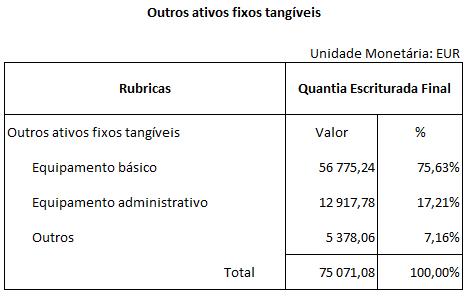 Outros ativos fixos tangíveis
Unidade Monetária: EUR
Rubricas Quantia Escriturada Final
Outros ativos fixos tangíveis Valor %
Equipamento básico 56 775,24 75,63%
Equipamento administrativo 12 917,78 17,21%
Outros 5 378,06 7,16%
Total 75 071,08 100,00%